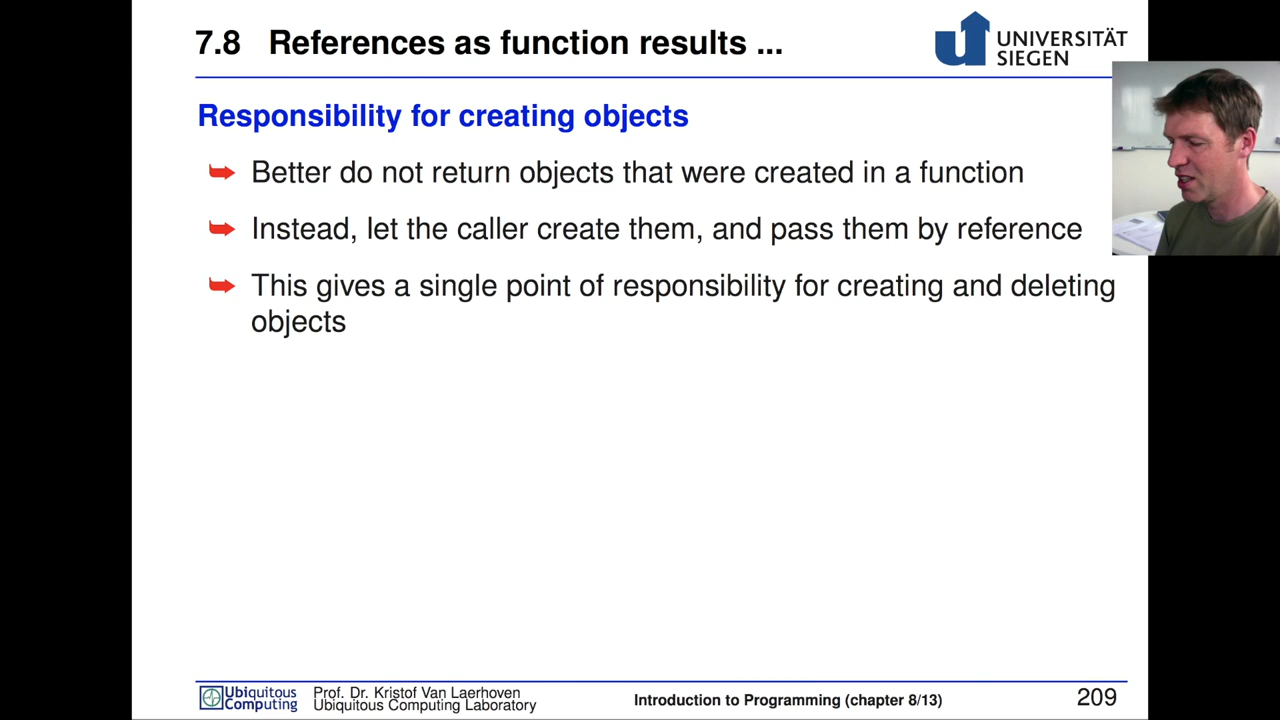 7.8 References as function results ...
UNIVERSITÄT
SIEGEN
Responsibility for creating objects
Better do not return objects that were created in a function
Instead, let the caller create them, and pass them by reference
This gives a single point of responsibility for creating and deleting
objects
Ubiquitous
Computing
Prof. Dr. Kristof Van Laerhoven
Ubiquitous Computing Laboratory
Introduction to Programming (chapter 8/13)
209